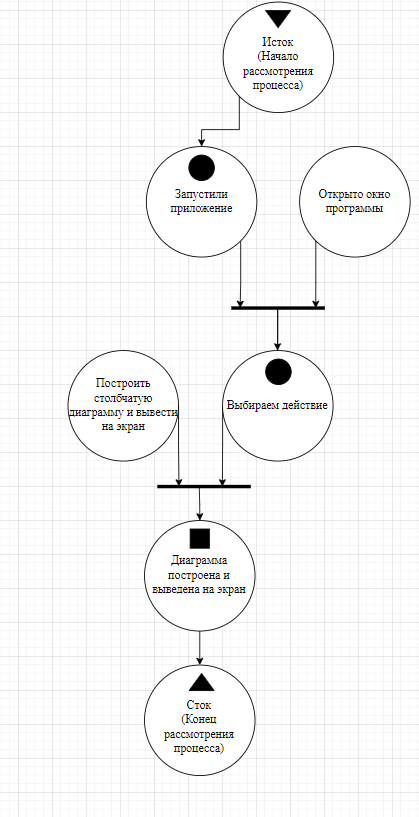 Исток
(Начало
рассмотрения
процесса)
Запустили
приложение
Открыто окно
программы
Построить
столбчатую
диаграмму и вывести
на экран
Выбираем действие
Диаграмма
построена и
выведена на экран
Сток
(Конец
рассмотрения
процесса)